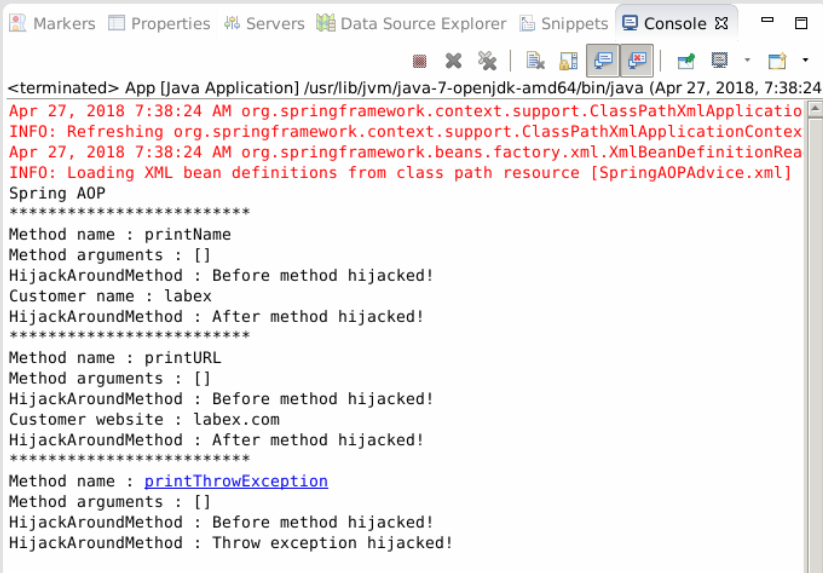 Markers Properties Servers Data Source Explorer Snippets Console
<terminated> App [Java Application] /usr/lib/jvm/java-7-openjdk-amd64/bin/java (Apr 27, 2018, 7:38:24
Apr 27, 2018 7:38:24 AM org.springframework.context.support.ClassPathXmlApplicatio
INFO: Refreshing org.springframework.context.support.ClassPathXmlApplicationContex
Apr 27, 2018 7:38:24 AM org.springframework.beans.factory.xml.XmlBeanDefinitionRea
INFO: Loading XML bean definitions from class path resource [SpringAOPAdvice.xml]
Spring AOP
*************************
Method name : printName
Method arguments : []
HijackAroundMethod : Before method hijacked!
Customer name : labex
HijackAroundMethod : After method hijacked!
*************************
Method name : printURL
Method arguments : []
HijackAroundMethod : Before method hijacked!
Customer website : labex.com
HijackAroundMethod : After method hijacked!
*************************
Method name : printThrowException
Method arguments : []
HijackAroundMethod : Before method hijacked!
HijackAroundMethod : Throw exception hijacked!